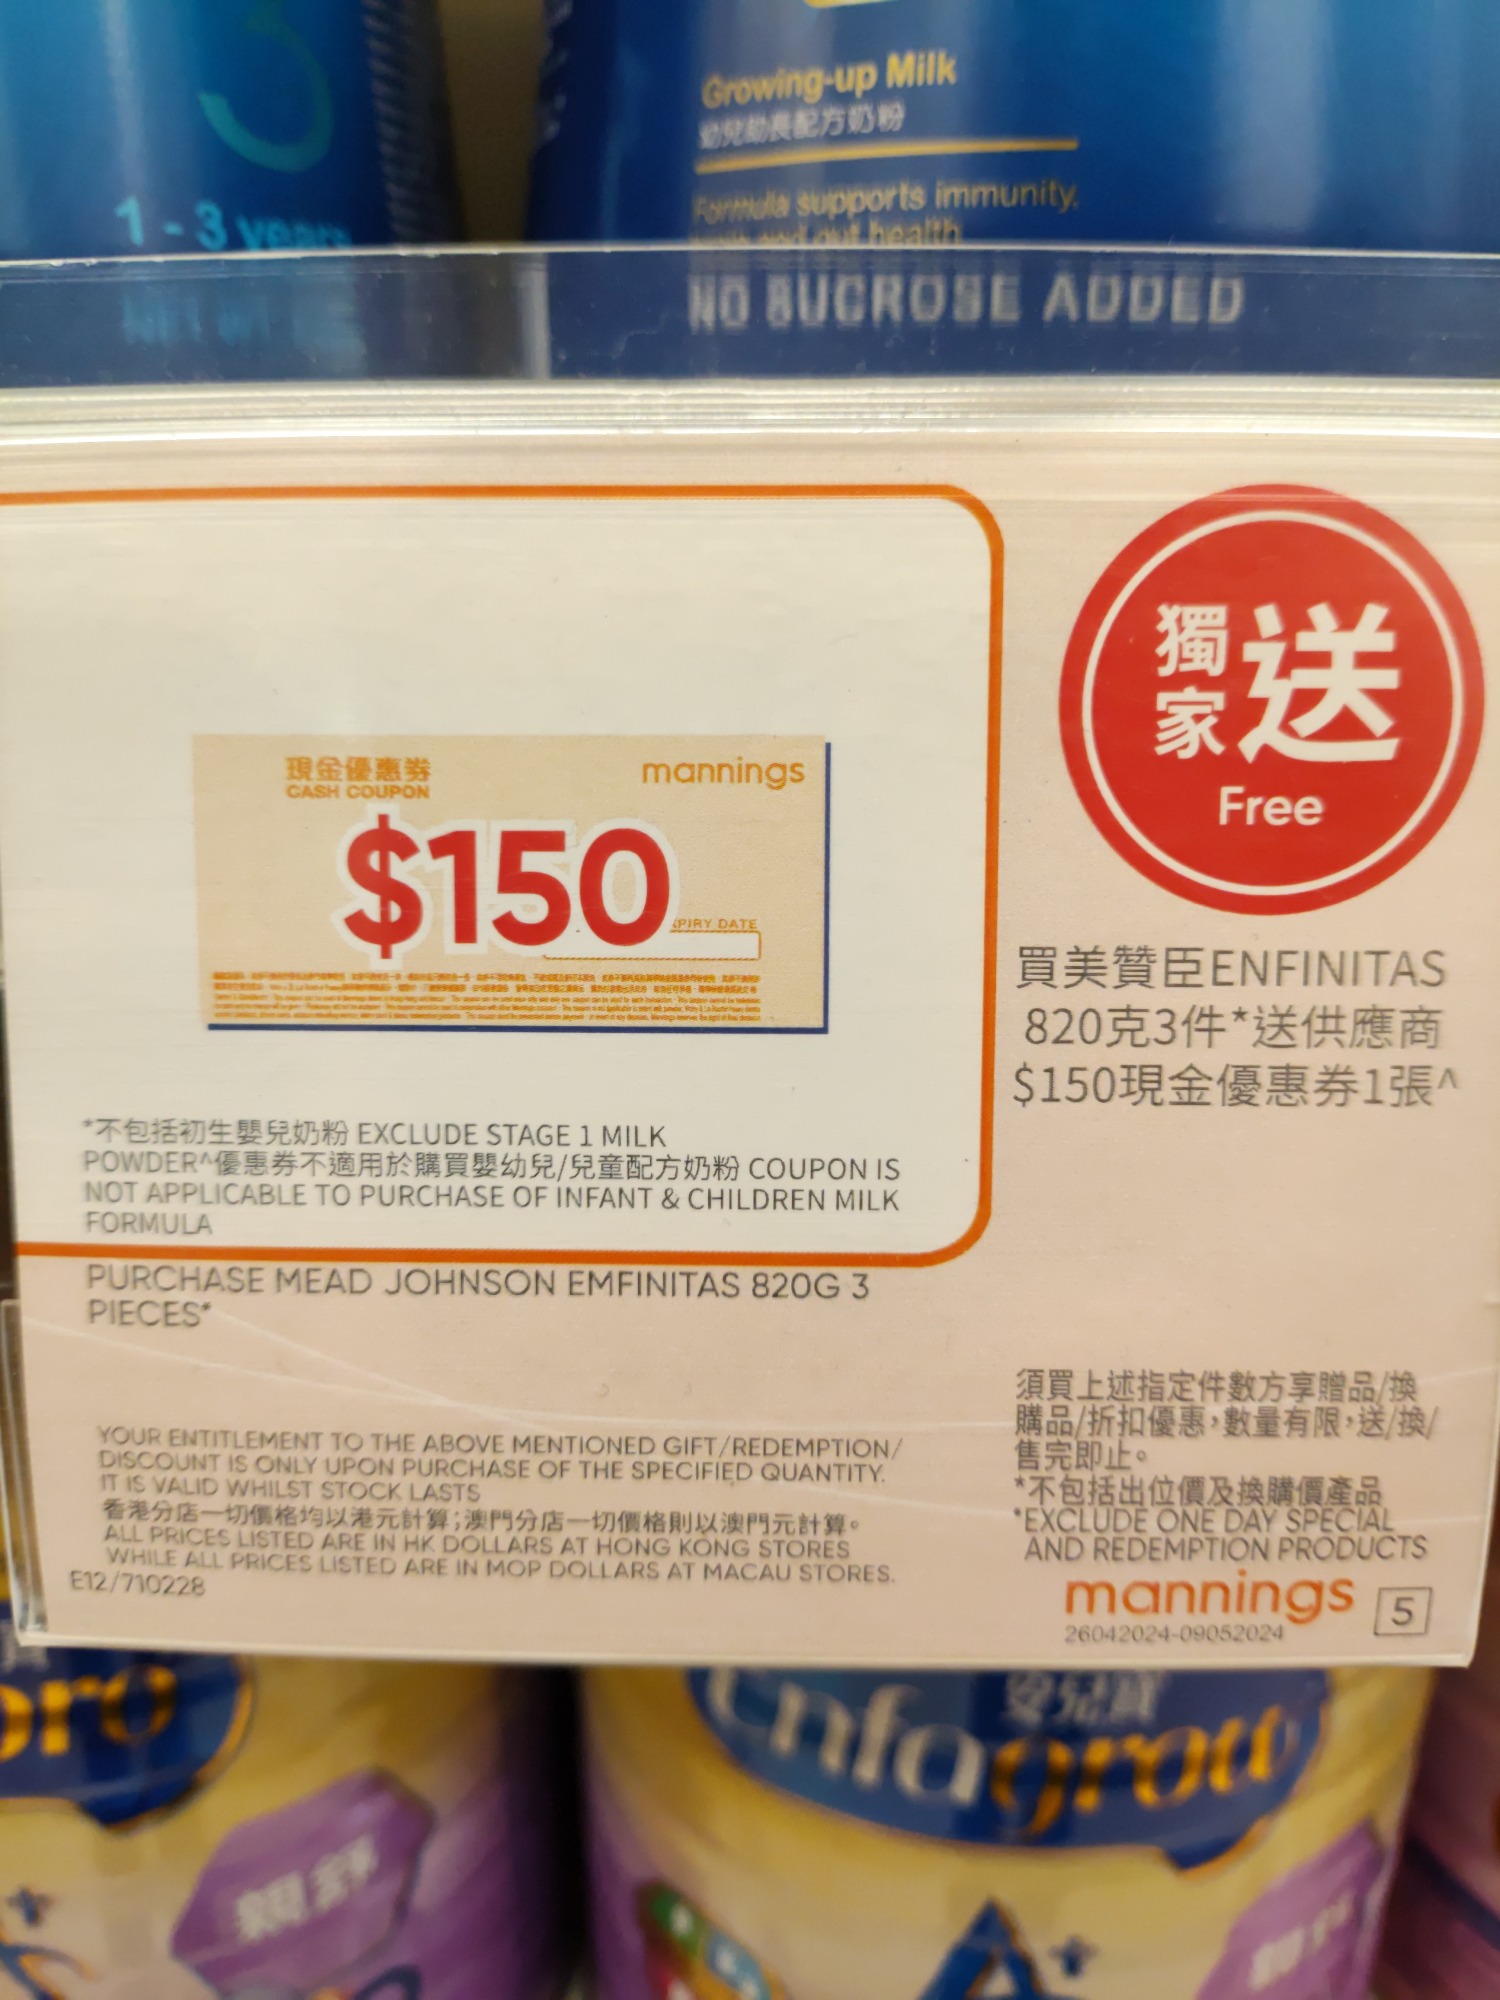 Growing-up Milk
幼兒助長配方奶粉
Formula supports immunity,
and gut health
1 - 3 years
NO SUCROSE ADDED
獨家送
Free
現金優惠券
CASH COUPON
mannings
$150
PIRY DATE
買美贊臣ENFINITAS
820克3件*送供應商
$150現金優惠券1張^
*不包括初生嬰兒奶粉 EXCLUDE STAGE 1 MILK
POWDER^優惠券不適用於購買嬰幼兒/兒童配方奶粉 COUPON IS
NOT APPLICABLE TO PURCHASE OF INFANT & CHILDREN MILK
FORMULA
PURCHASE MEAD JOHNSON EMFINITAS 820G 3
PIECES*
YOUR ENTITLEMENT TO THE ABOVE MENTIONED GIFT/REDEMPTION/
DISCOUNT IS ONLY UPON PURCHASE OF THE SPECIFIED QUANTITY.
IT IS VALID WHILST STOCK LASTS
香港分店一切價格均以港元計算;澳門分店一切價格則以澳門元計算。
ALL PRICES LISTED ARE IN HK DOLLARS AT HONG KONG STORES
WHILE ALL PRICES LISTED ARE IN MOP DOLLARS AT MACAU STORES.
E12/710228
須買上述指定件數方享贈品/換
購品/折扣優惠,數量有限,送/換/
售完即止。
*不包括出位價及換購價產品
*EXCLUDE ONE DAY SPECIAL
AND REDEMPTION PRODUCTS
mannings
5
26042024-09052024
pro
安兒寶
Enfagrow
親舒
A+